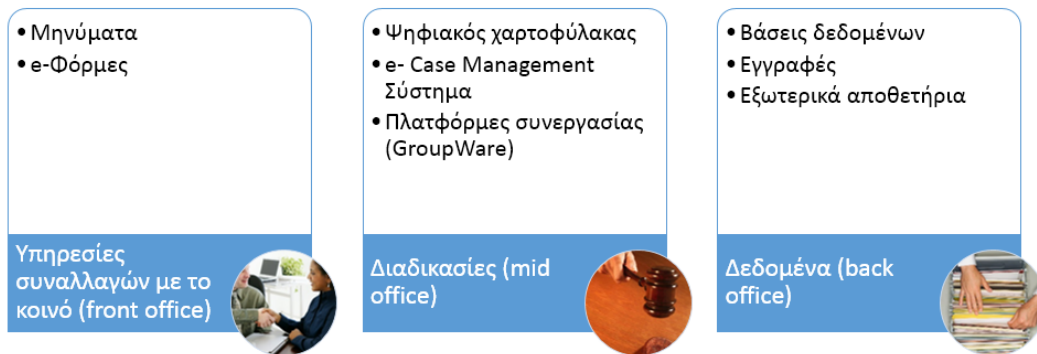 • Μηνύματα
• e-Φόρμες
Υπηρεσίες
συναλλαγών με το
κοινό (front office)
• Ψηφιακός χαρτοφύλακας
• e- Case Management
Σύστημα
• Πλατφόρμες συνεργασίας
(GroupWare)
Διαδικασίες (mid
office)
• Βάσεις δεδομένων
• Εγγραφές
• Εξωτερικά αποθετήρια
Δεδομένα (back
office)